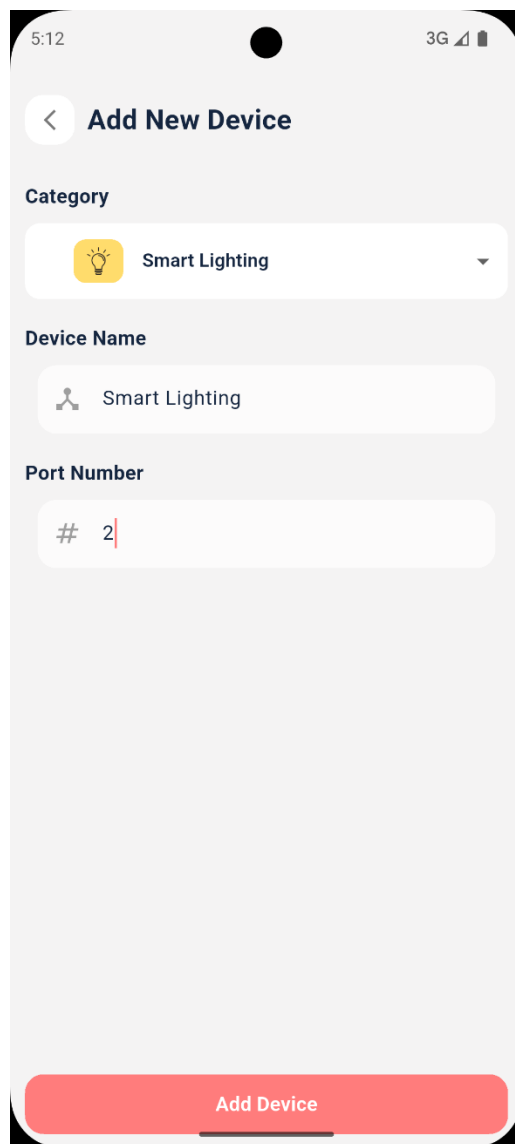 5:12
3G
Add New Device
Category
Smart Lighting
Device Name
Smart Lighting
Port Number
# 2
Add Device